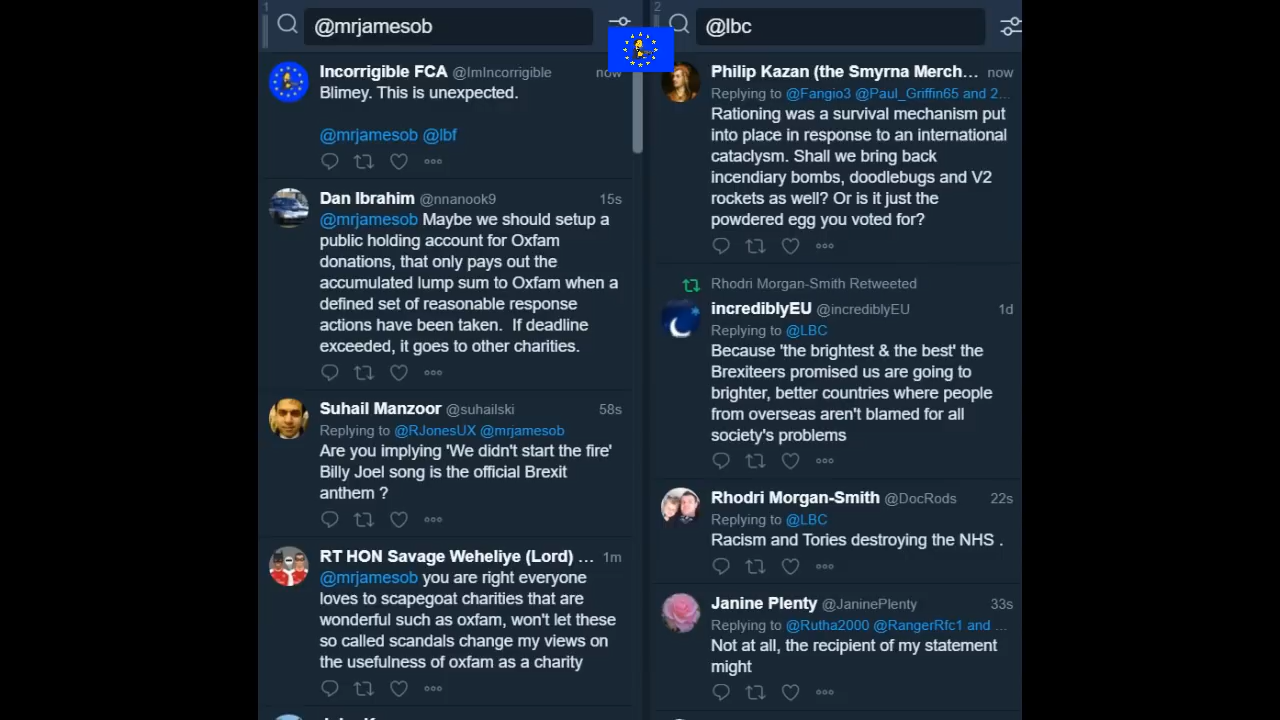 1
@mrjamesob
Incorrigible FCA @ImIncorrigible now
Blimey. This is unexpected.
@mrjamesob @lbf
Dan Ibrahim @nnanook9 15s
@mrjamesob Maybe we should setup a
public holding account for Oxfam
donations, that only pays out the
accumulated lump sum to Oxfam when a
defined set of reasonable response
actions have been taken.  If deadline
exceeded, it goes to other charities.
Suhail Manzoor @suhailski 58s
Replying to @RJonesUX @mrjamesob
Are you implying 'We didn't start the fire'
Billy Joel song is the official Brexit
anthem ?
RT HON Savage Weheliye (Lord) ... 1m
@mrjamesob you are right everyone
loves to scapegoat charities that are
wonderful such as oxfam, won't let these
so called scandals change my views on
the usefulness of oxfam as a charity
2
@lbc
Philip Kazan (the Smyrna Merch... now
Replying to @Fangio3 @Paul_Griffin65 and 2...
Rationing was a survival mechanism put
into place in response to an international
cataclysm. Shall we bring back
incendiary bombs, doodlebugs and V2
rockets as well? Or is it just the
powdered egg you voted for?
Rhodri Morgan-Smith Retweeted
incrediblyEU @incrediblyEU 1d
Replying to @LBC
Because 'the brightest & the best' the
Brexiteers promised us are going to
brighter, better countries where people
from overseas aren't blamed for all
society's problems
Rhodri Morgan-Smith @DocRods 22s
Replying to @LBC
Racism and Tories destroying the NHS .
Janine Plenty @JaninePlenty 33s
Replying to @Rutha2000 @RangerRfc1 and ...
Not at all, the recipient of my statement
might